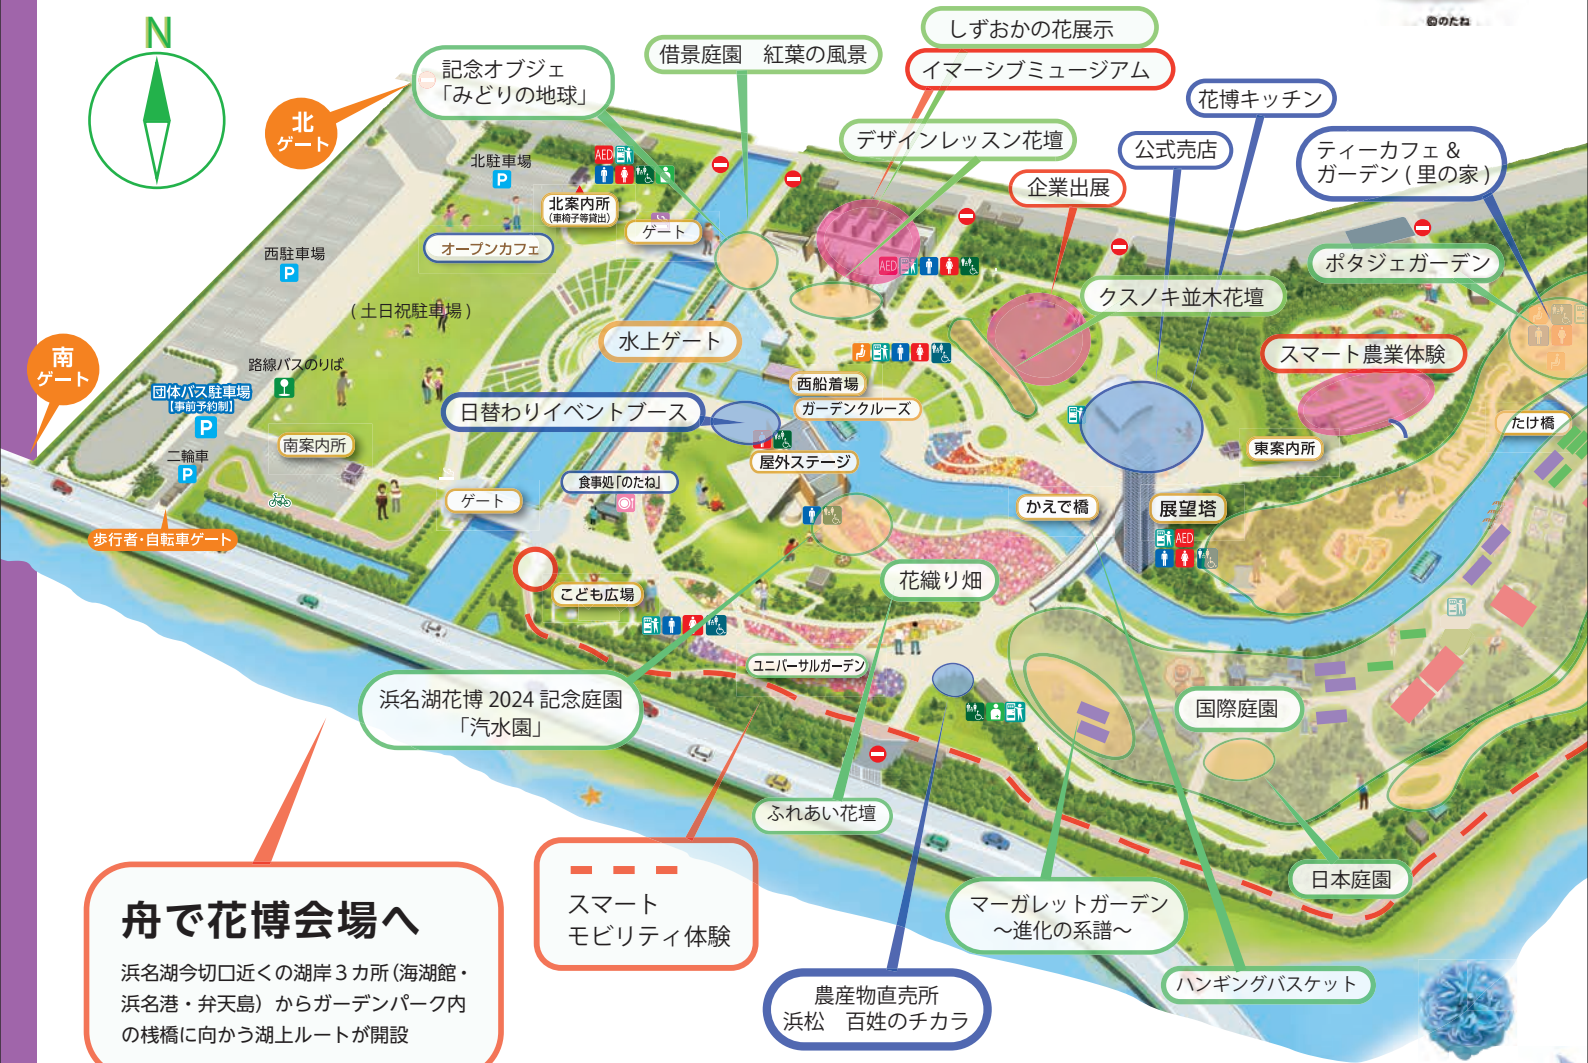 のたね
N
しずおかの花展示
イマーシブミュージアム
借景庭園　紅葉の風景
記念オブジェ
「みどりの地球」
花博キッチン
北
ゲート
デザインレッスン花壇
公式売店
ティーカフェ &
ガーデン ( 里の家 )
北駐車場
P
AED
北案内所
(車椅子等貸出)
企業出展
ゲート
オープンカフェ
西駐車場
P
AED
ポタジェガーデン
クスノキ並木花壇
( 土日祝駐車場 )
水上ゲート
スマート農業体験
南
ゲート
路線バスのりば
団体バス駐車場
【事前予約制】
P
西船着場
ガーデンクルーズ
日替わりイベントブース
たけ橋
南案内所
二輪車
P
屋外ステージ
東案内所
食事処「のたね」
ゲート
かえで橋
展望塔
AED
歩行者・自転車ゲート
こども広場
花織り畑
ユニバーサルガーデン
浜名湖花博 2024 記念庭園
「汽水園」
国際庭園
ふれあい花壇
日本庭園
舟で花博会場へ
浜名湖今切口近くの湖岸３カ所 (海湖館・
浜名港・弁天島）からガーデンパーク内
の桟橋に向かう湖上ルートが開設
スマート
モビリティ体験
マーガレットガーデン
～進化の系譜～
ハンギングバスケット
農産物直売所
浜松　百姓のチカラ